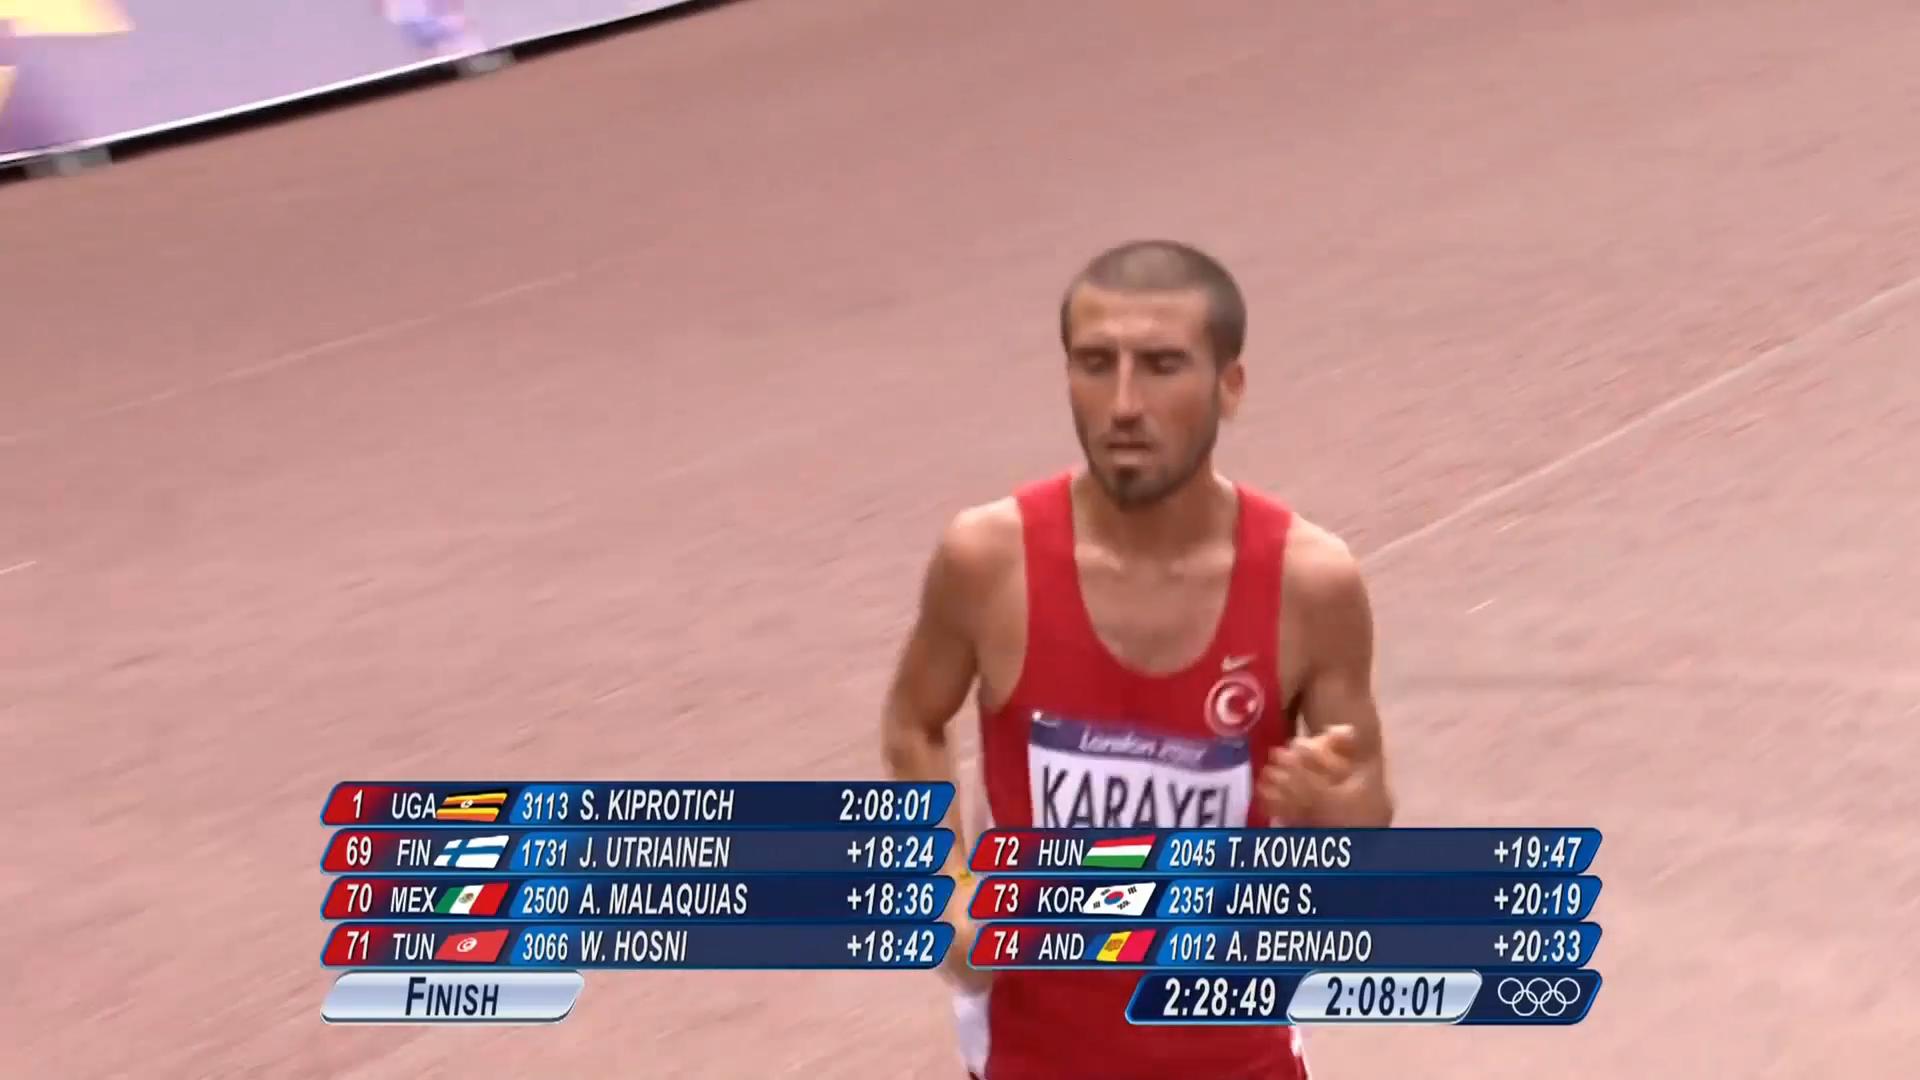 London 2012
KARAYEL
1 UGA 3113 S. KIPROTICH 2:08:01
69 FIN 1731 J. UTRIAINEN +18:24
70 MEX 2500 A. MALAQUIAS +18:36
71 TUN 3066 W. HOSNI +18:42
72 HUN 2045 T. KOVACS +19:47
73 KOR 2351 JANG S. +20:19
74 AND 1012 A. BERNADO +20:33
FINISH
2:28:49 2:08:01